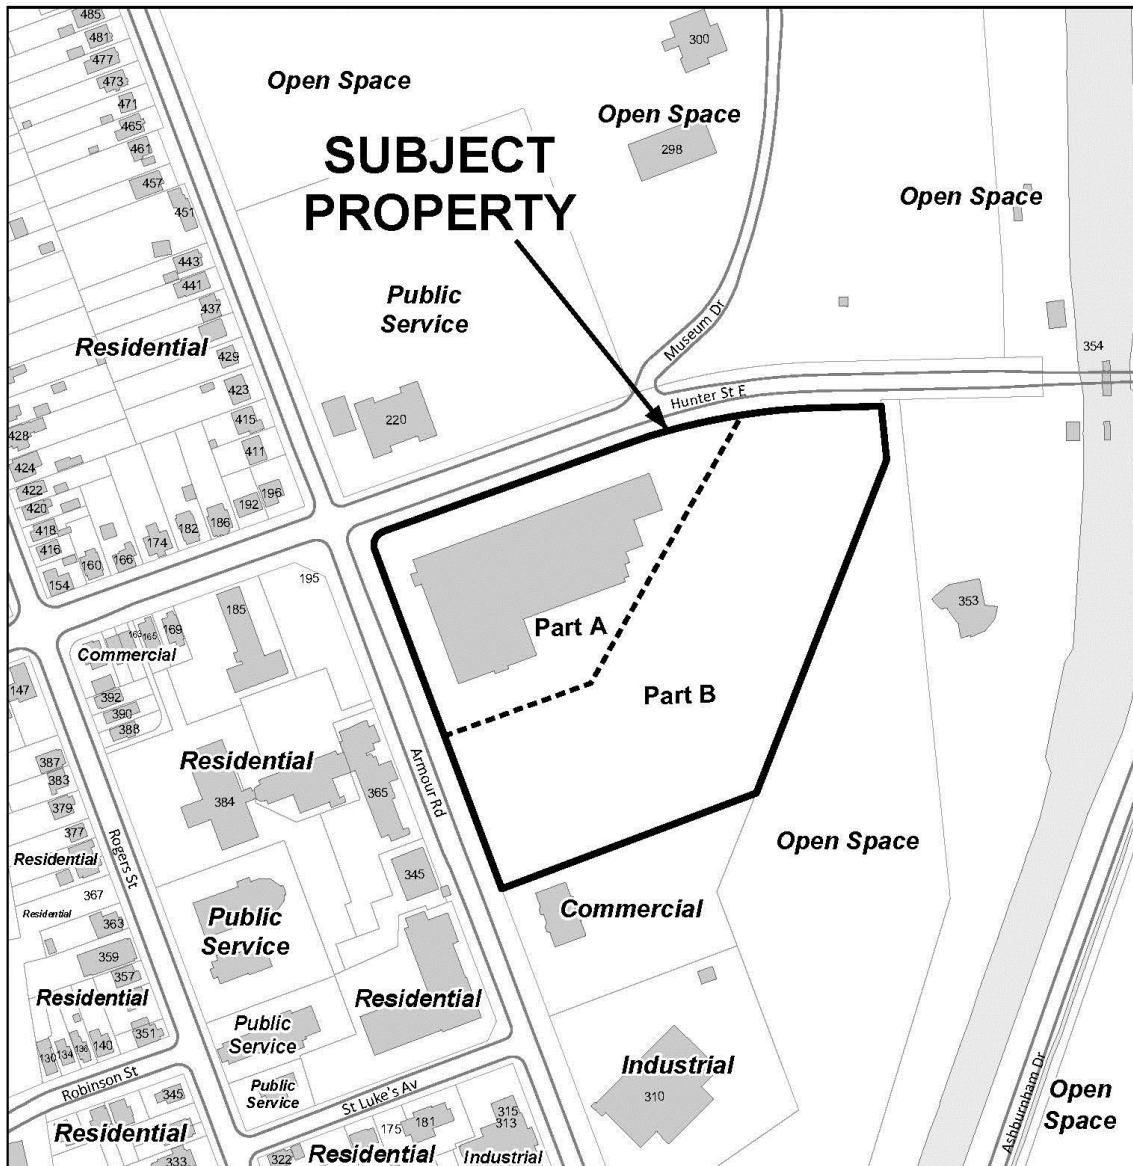 485
481
477
473
471
465
461
457
451
443
441
437
429
423
415
411
Residential
Open Space
300
Open Space
298
SUBJECT
PROPERTY
Open Space
Public
Service
Museum Dr
Hunter St E
354
220
428
424
422
420
418
416
154
160
166
174
182
186
192
196
195
185
163
165
169
Commercial
392
390
388
147
387
383
379
377
Residential
367
Residential
363
359
357
Residential
130
134
136
140
351
Robinson St
Rogers St
Residential
384
365
Armour Rd
345
Public
Service
Residential
Public
Service
Public
Service
St Luke's Av
345
Residential
333
322
175
181
Residential
315
313
Industrial
Part A
Part B
353
Open Space
Commercial
Industrial
310
Ashburnham Dr
Open
Space